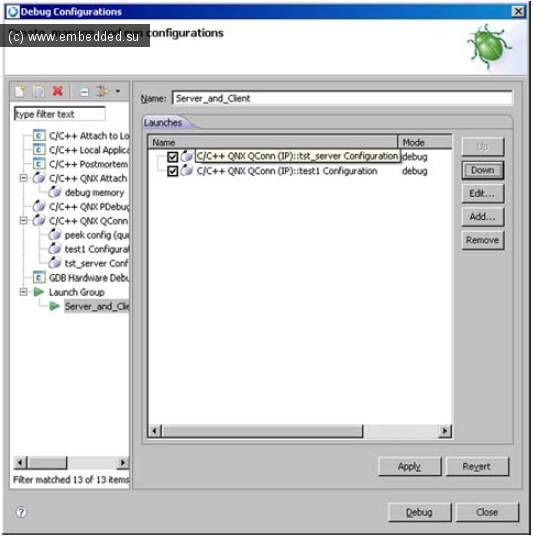 Debug Configurations
(c) www.embedded.su
configurations
type filter text
C/C++ Attach to Lo
C/C++ Local Applica
C/C++ Postmortem
C/C++ QNX Attach
debug memory
C/C++ QNX PDebug
C/C++ QNX QConn
peek config (que
test1 Configurat
tst_server Conf
GDB Hardware Debu
Launch Group
Server_and_Clie
Filter matched 13 of 13 items
Name: Server_and_Client
Launches
Name Mode
C/C++ QNX QConn (IP)::tst_server Configuration debug
C/C++ QNX QConn (IP)::test1 Configuration debug
Up
Down
Edit...
Add...
Remove
Apply Revert
Debug Close